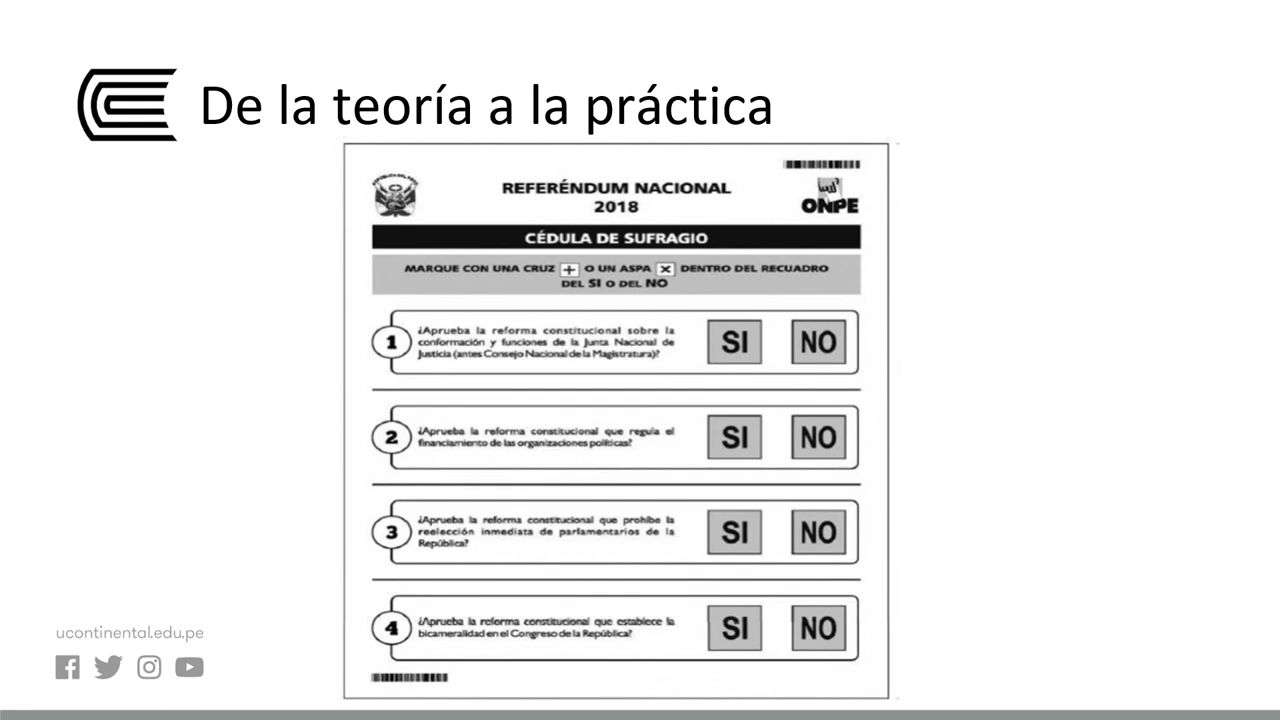 De la teoría a la práctica
REPÚBLICA DEL PERÚ
REFERÉNDUM NACIONAL
2018
ONPE
CÉDULA DE SUFRAGIO
MARQUE CON UNA CRUZ + O UN ASPA X DENTRO DEL RECUADRO
DEL SI O DEL NO
1
¿Aprueba la reforma constitucional sobre la
conformación y funciones de la Junta Nacional de
Justicia (antes Consejo Nacional de la Magistratura)?
SI NO
2
¿Aprueba la reforma constitucional que regula el
financiamiento de las organizaciones políticas?
SI NO
3
¿Aprueba la reforma constitucional que prohíbe la
reelección inmediata de parlamentarios de la
República?
SI NO
4
¿Aprueba la reforma constitucional que establece la
bicameralidad en el Congreso de la República?
SI NO
ucontinental.edu.pe